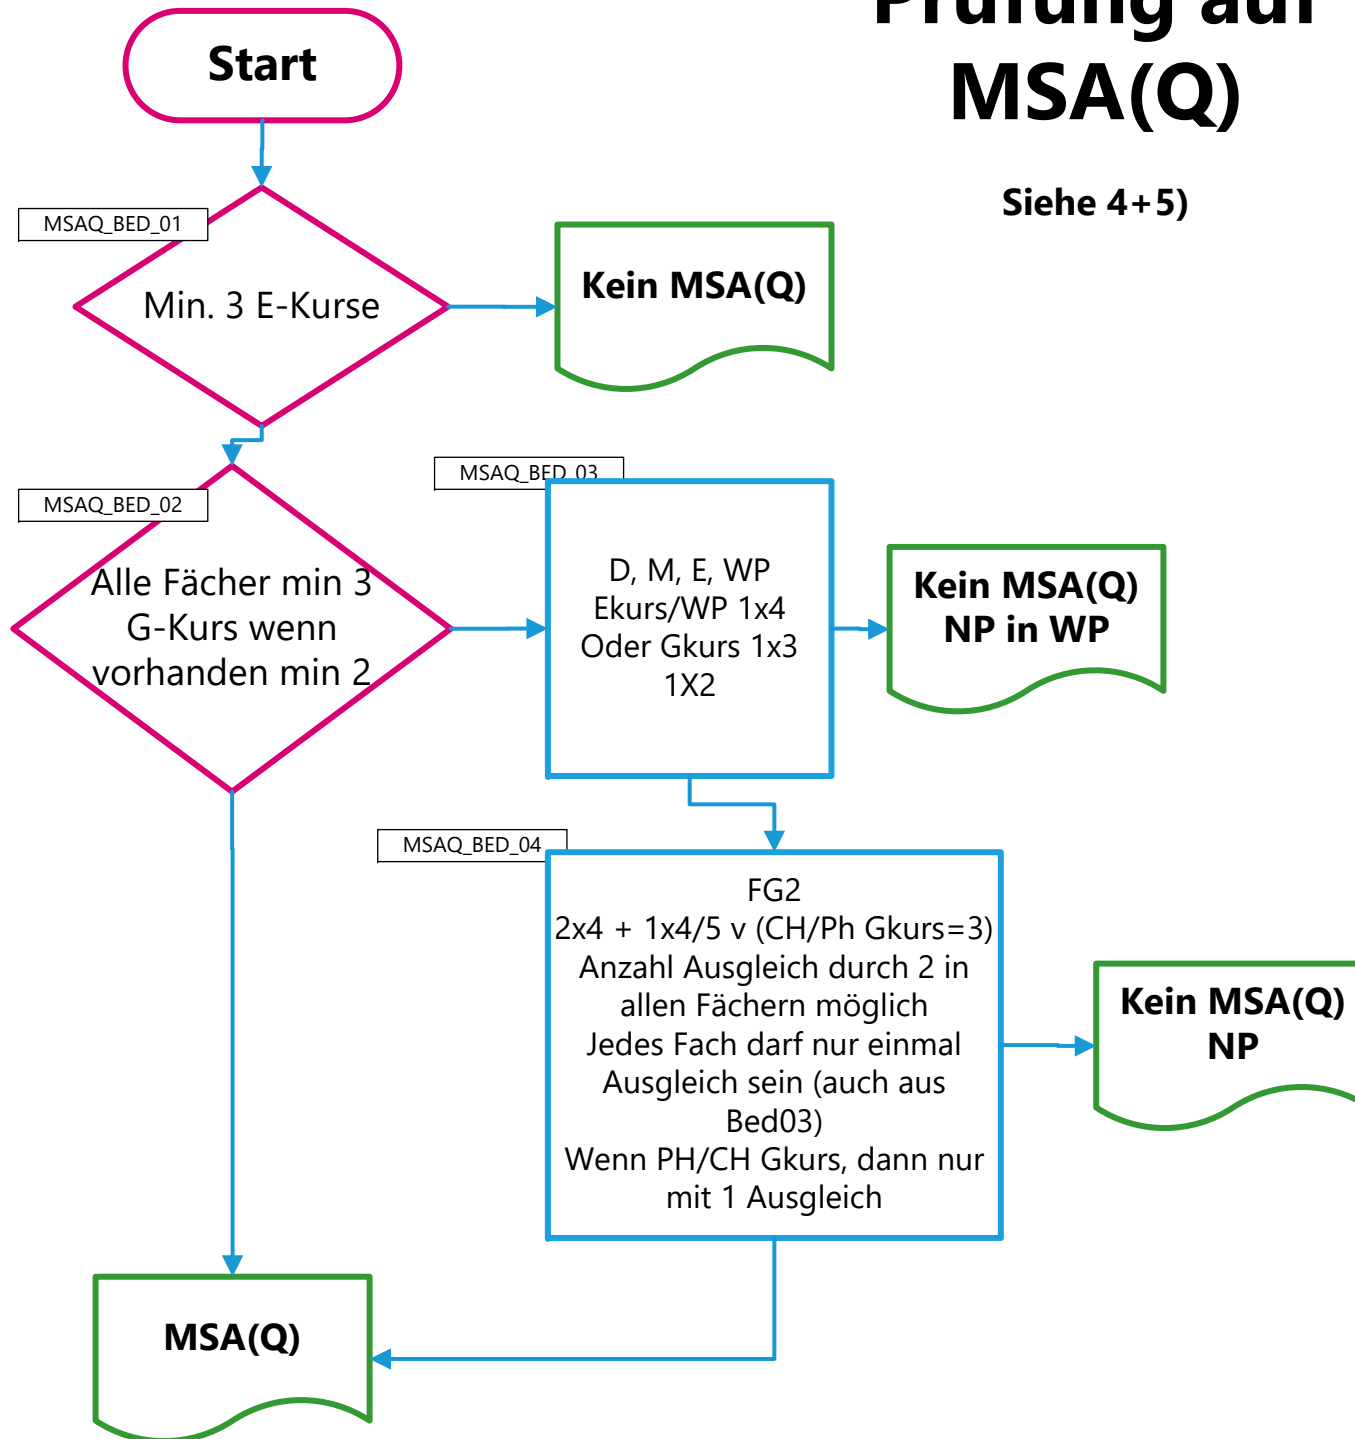 Prüfung auf
MSA(Q)
Siehe 4+5)
Start
MSAQ_BED_01
Min. 3 E-Kurse
Kein MSA(Q)
MSAQ_BED_02
Alle Fächer min 3
G-Kurs wenn
vorhanden min 2
MSAQ_BED_03
D, M, E, WP
Ekurs/WP 1x4
Oder Gkurs 1x3
1X2
Kein MSA(Q)
NP in WP
MSAQ_BED_04
FG2
2x4 + 1x4/5 v (CH/Ph Gkurs=3)
Anzahl Ausgleich durch 2 in
allen Fächern möglich
Jedes Fach darf nur einmal
Ausgleich sein (auch aus
Bed03)
Wenn PH/CH Gkurs, dann nur
mit 1 Ausgleich
Kein MSA(Q)
NP
MSA(Q)